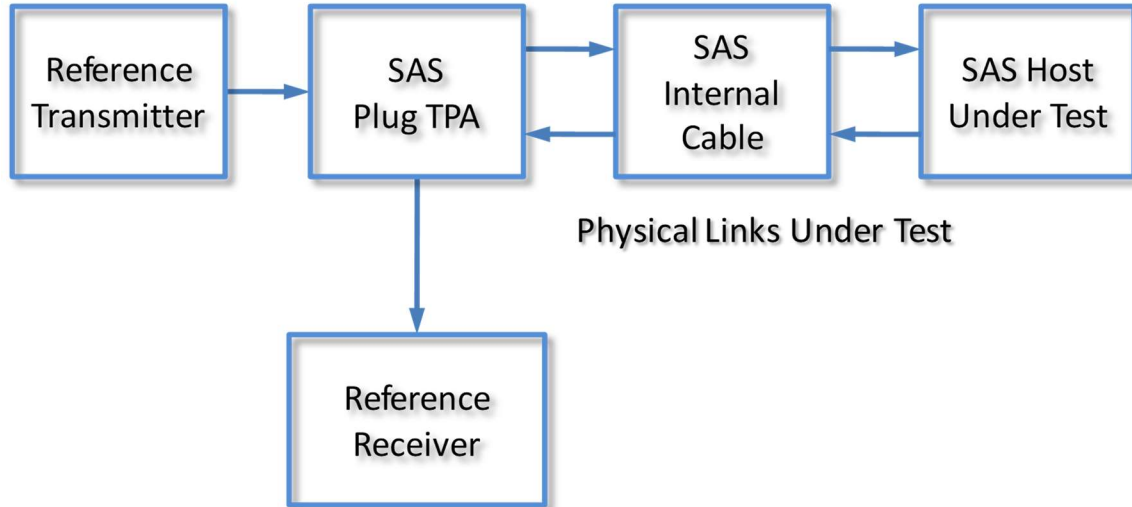 Reference
Transmitter
SAS
Plug TPA
SAS
Internal
Cable
SAS Host
Under Test
Physical Links Under Test
Reference
Receiver